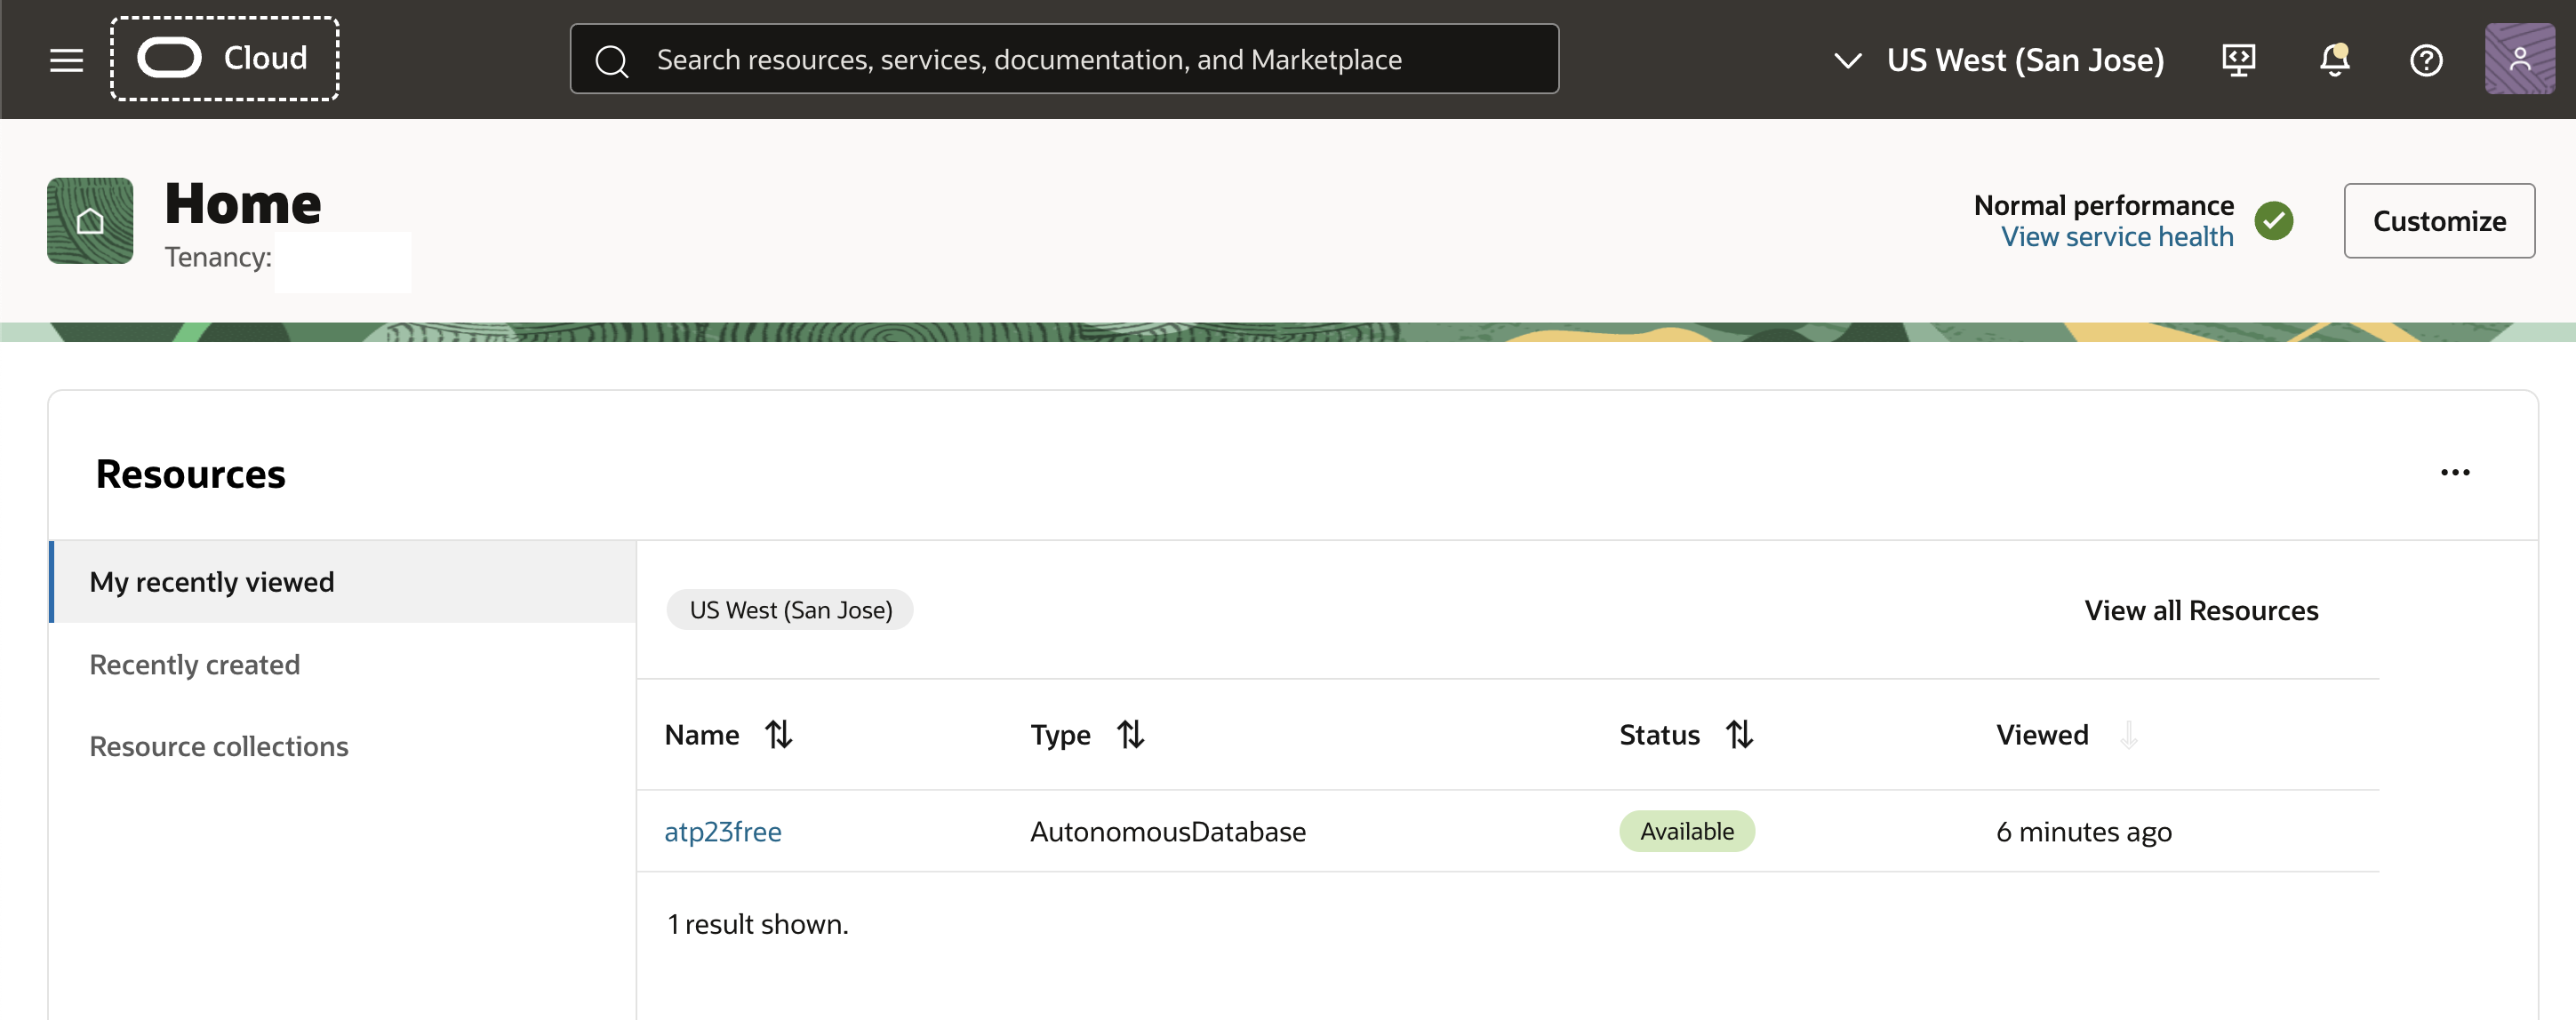 Cloud
Search resources, services, documentation, and Marketplace
US West (San Jose)
Home
Tenancy:
Normal performance
View service health
Customize
Resources
My recently viewed
Recently created
Resource collections
US West (San Jose)
View all Resources
Name Type Status Viewed
atp23free AutonomousDatabase Available 6 minutes ago
1 result shown.